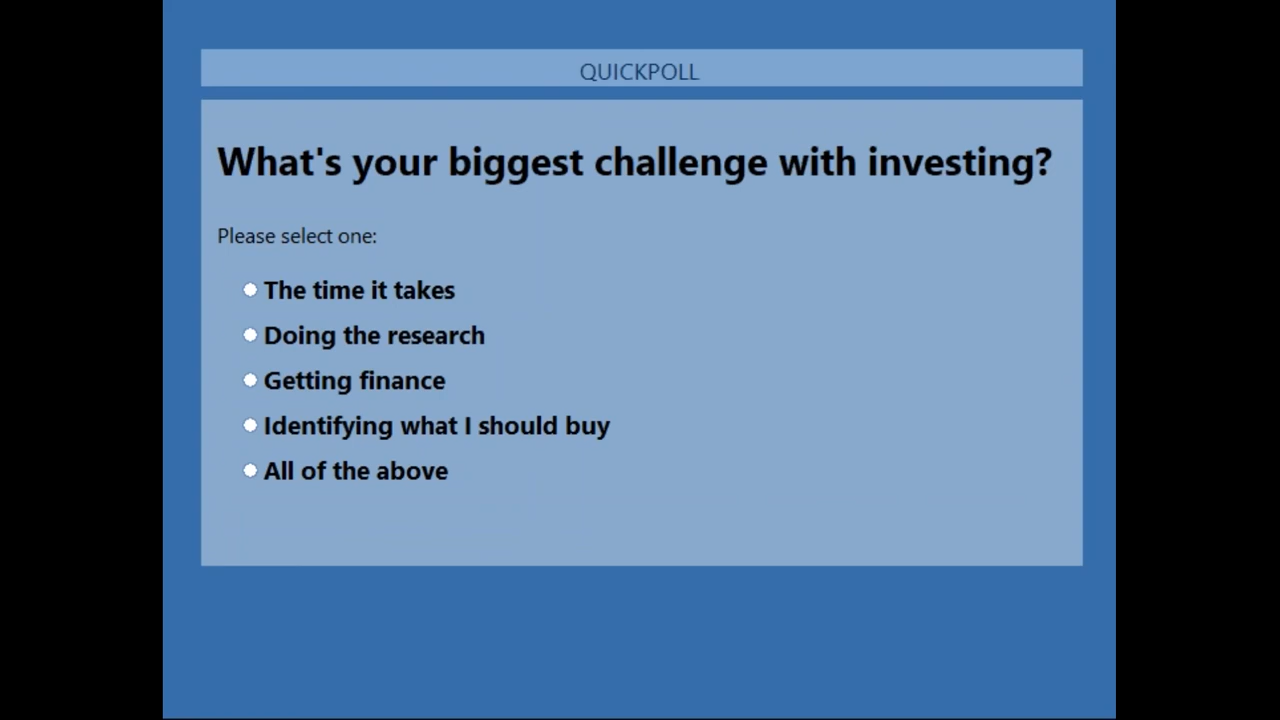 QUICKPOLL
What's your biggest challenge with investing?
Please select one:
The time it takes
Doing the research
Getting finance
Identifying what I should buy
All of the above